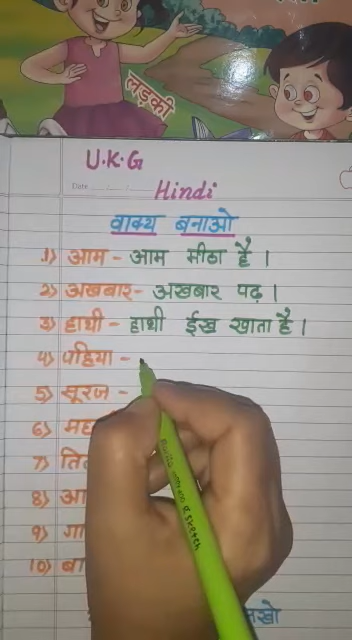 लड़की
U.K.G
Date
Hindi
वाक्य बनाओ
1) आम - आम मीठा है ।
2) अखबार - अखबार पढ़ ।
3) हाथी - हाथी ईख खाता है ।
4) पहिया -
5) सूरज -
6) मछ
7) ति
8) आ
9) गा
10) बा